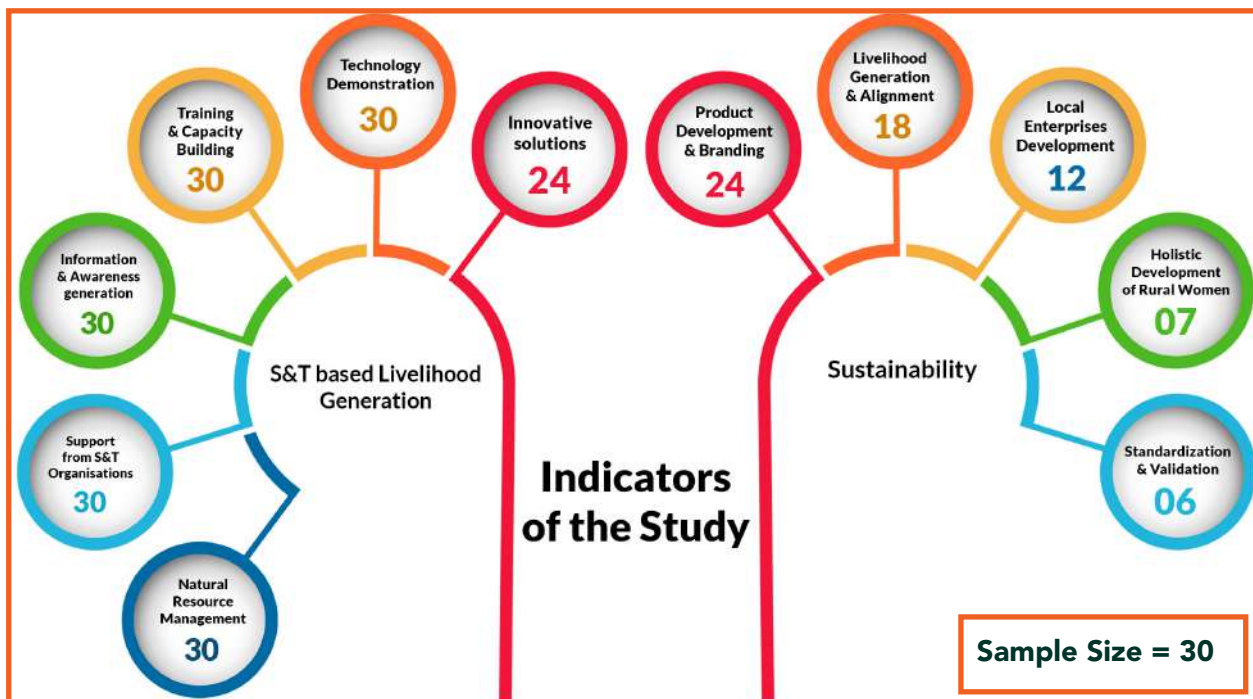 Technology
Demonstration
30
Training
& Capacity
Building
30
Innovative
solutions
24
Information
& Awareness
generation
30
Support
from S&T
Organisations
30
Natural
Resource
Management
30
S&T based Livelihood
Generation
Product
Development
& Branding
24
Livelihood
Generation
& Alignment
18
Local
Enterprises
Development
12
Holistic
Development
of Rural Women
07
Standardization
& Validation
06
Sustainability
Indicators
of the Study
Sample Size = 30